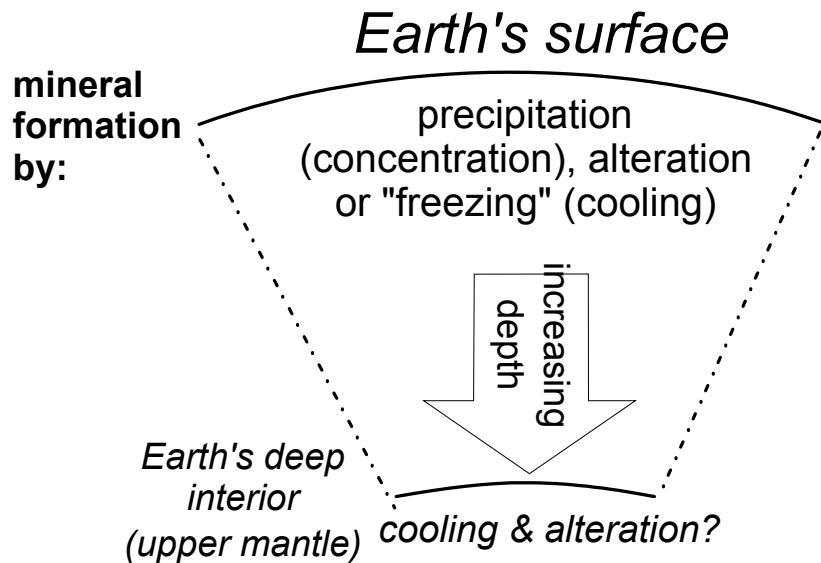 Earth's surface
mineral
formation
by:
precipitation
(concentration), alteration
or "freezing" (cooling)
increasing
depth
Earth's deep
interior
(upper mantle)
cooling & alteration?